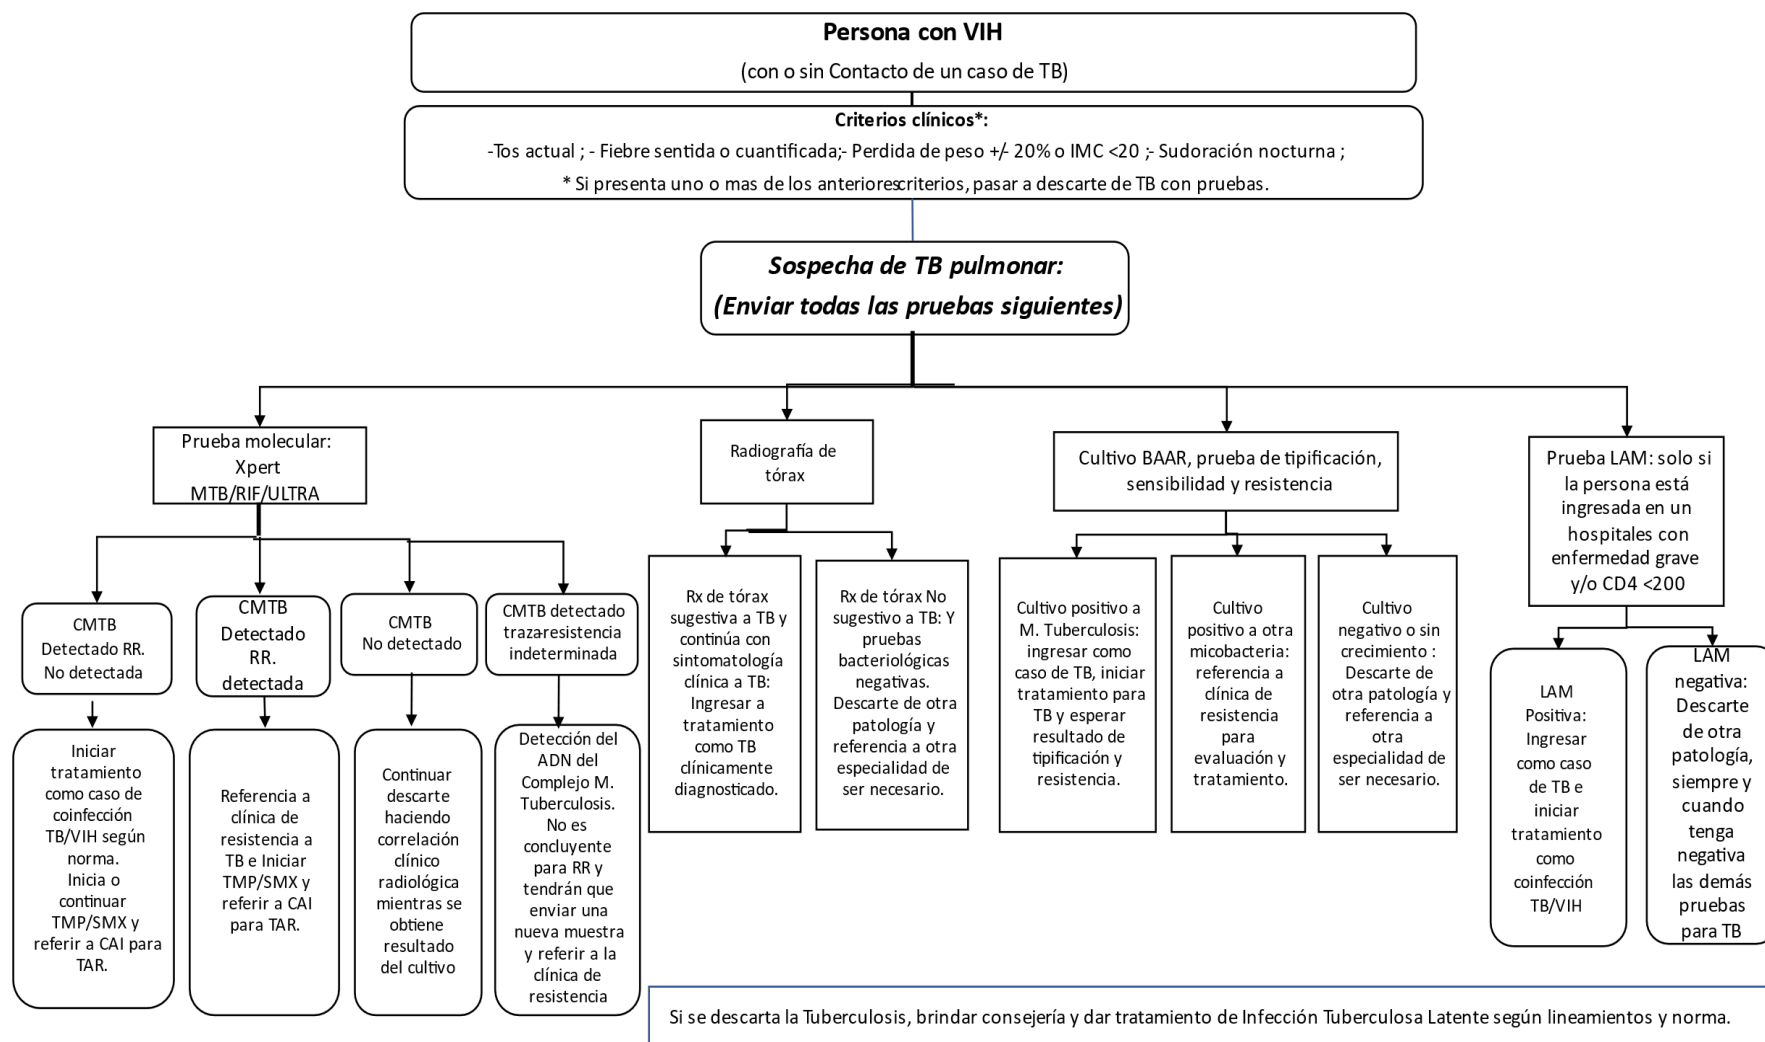 Persona con VIH
(con o sin Contacto de un caso de TB)
Criterios clínicos*:
-Tos actual ; - Fiebre sentida o cuantificada;- Perdida de peso +/- 20% o IMC <20 ;- Sudoración nocturna ;
* Si presenta uno o mas de los anteriorescriterios, pasar a descarte de TB con pruebas.
Sospecha de TB pulmonar:
(Enviar todas las pruebas siguientes)
Prueba molecular:
Xpert
MTB/RIF/ULTRA
Radiografía de
tórax
Cultivo BAAR, prueba de tipificación,
sensibilidad y resistencia
Prueba LAM: solo si
la persona está
ingresada en un
hospitales con
enfermedad grave
y/o CD4 <200
CMTB
Detectado RR.
No detectada
CMTB
Detectado
RR.
detectada
CMTB
No detectado
CMTB detectado
traza-resistencia
indeterminada
Iniciar
tratamiento
como caso de
coinfección
TB/VIH según
norma.
Inicia o
continuar
TMP/SMX y
referir a CAI para
TAR.
Referencia a
clínica de
resistencia a
TB e Iniciar
TMP/SMX y
referir a CAI
para TAR.
Continuar
descarte
haciendo
correlación
clínico
radiológica
mientras se
obtiene
resultado
del cultivo
Detección del
ADN del
Complejo M.
Tuberculosis.
No es
concluyente
para RR y
tendrán que
enviar una
nueva muestra
y referir a la
clínica de
resistencia
Rx de tórax
sugestiva a TB y
continúa con
sintomatología
clínica a TB:
Ingresar a
tratamiento
como TB
clínicamente
diagnosticado.
Rx de tórax No
sugestivo a TB: Y
pruebas
bacteriológicas
negativas.
Descarte de otra
patología y
referencia a otra
especialidad de
ser necesario.
Cultivo positivo a
M. Tuberculosis:
ingresar como
caso de TB, iniciar
tratamiento para
TB y esperar
resultado de
tipificación y
resistencia.
Cultivo
positivo a otra
micobacteria:
referencia a
clínica de
resistencia
para
evaluación y
tratamiento.
Cultivo
negativo o sin
crecimiento :
Descarte de
otra patología y
referencia a
otra
especialidad de
ser necesario.
LAM
Positiva:
Ingresar
como caso
de TB e
iniciar
tratamiento
como
coinfección
TB/VIH
LAM
negativa:
Descarte
de otra
patología,
siempre y
cuando
tenga
negativa
las demás
pruebas
para TB
Si se descarta la Tuberculosis, brindar consejería y dar tratamiento de Infección Tuberculosa Latente según lineamientos y norma.